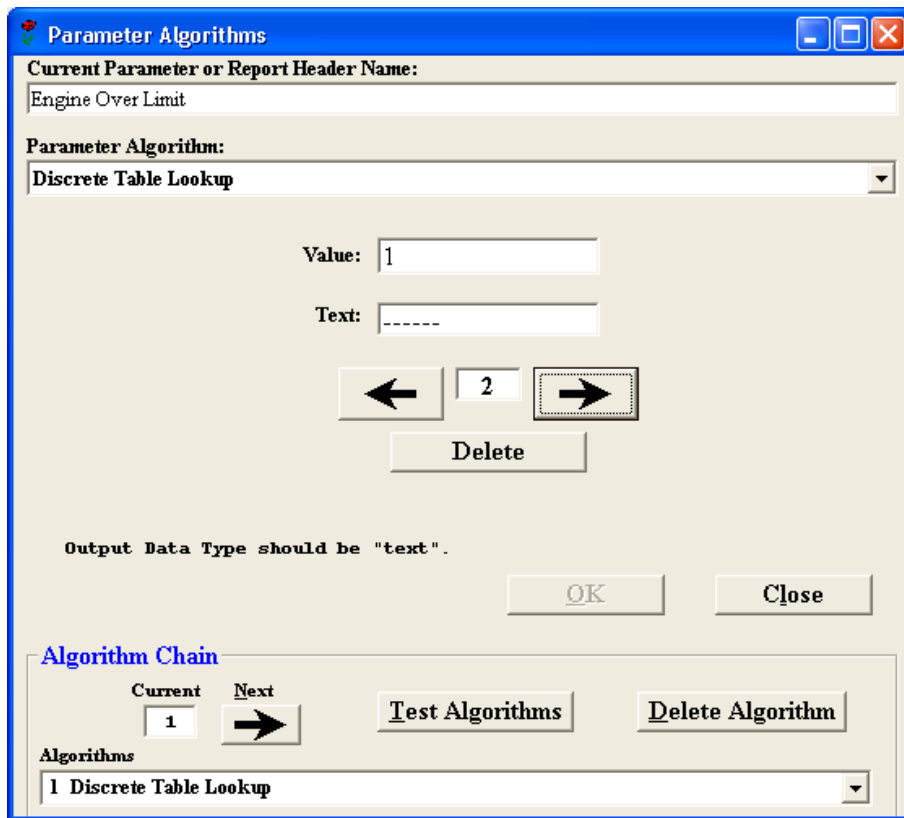 Parameter Algorithms
Current Parameter or Report Header Name:
Engine Over Limit
Parameter Algorithm:
Discrete Table Lookup
Value: 1
Text: ------
2
Delete
Output Data Type should be "text".
OK Close
Algorithm Chain
Current Next
1 Test Algorithms Delete Algorithm
Algorithms
1 Discrete Table Lookup